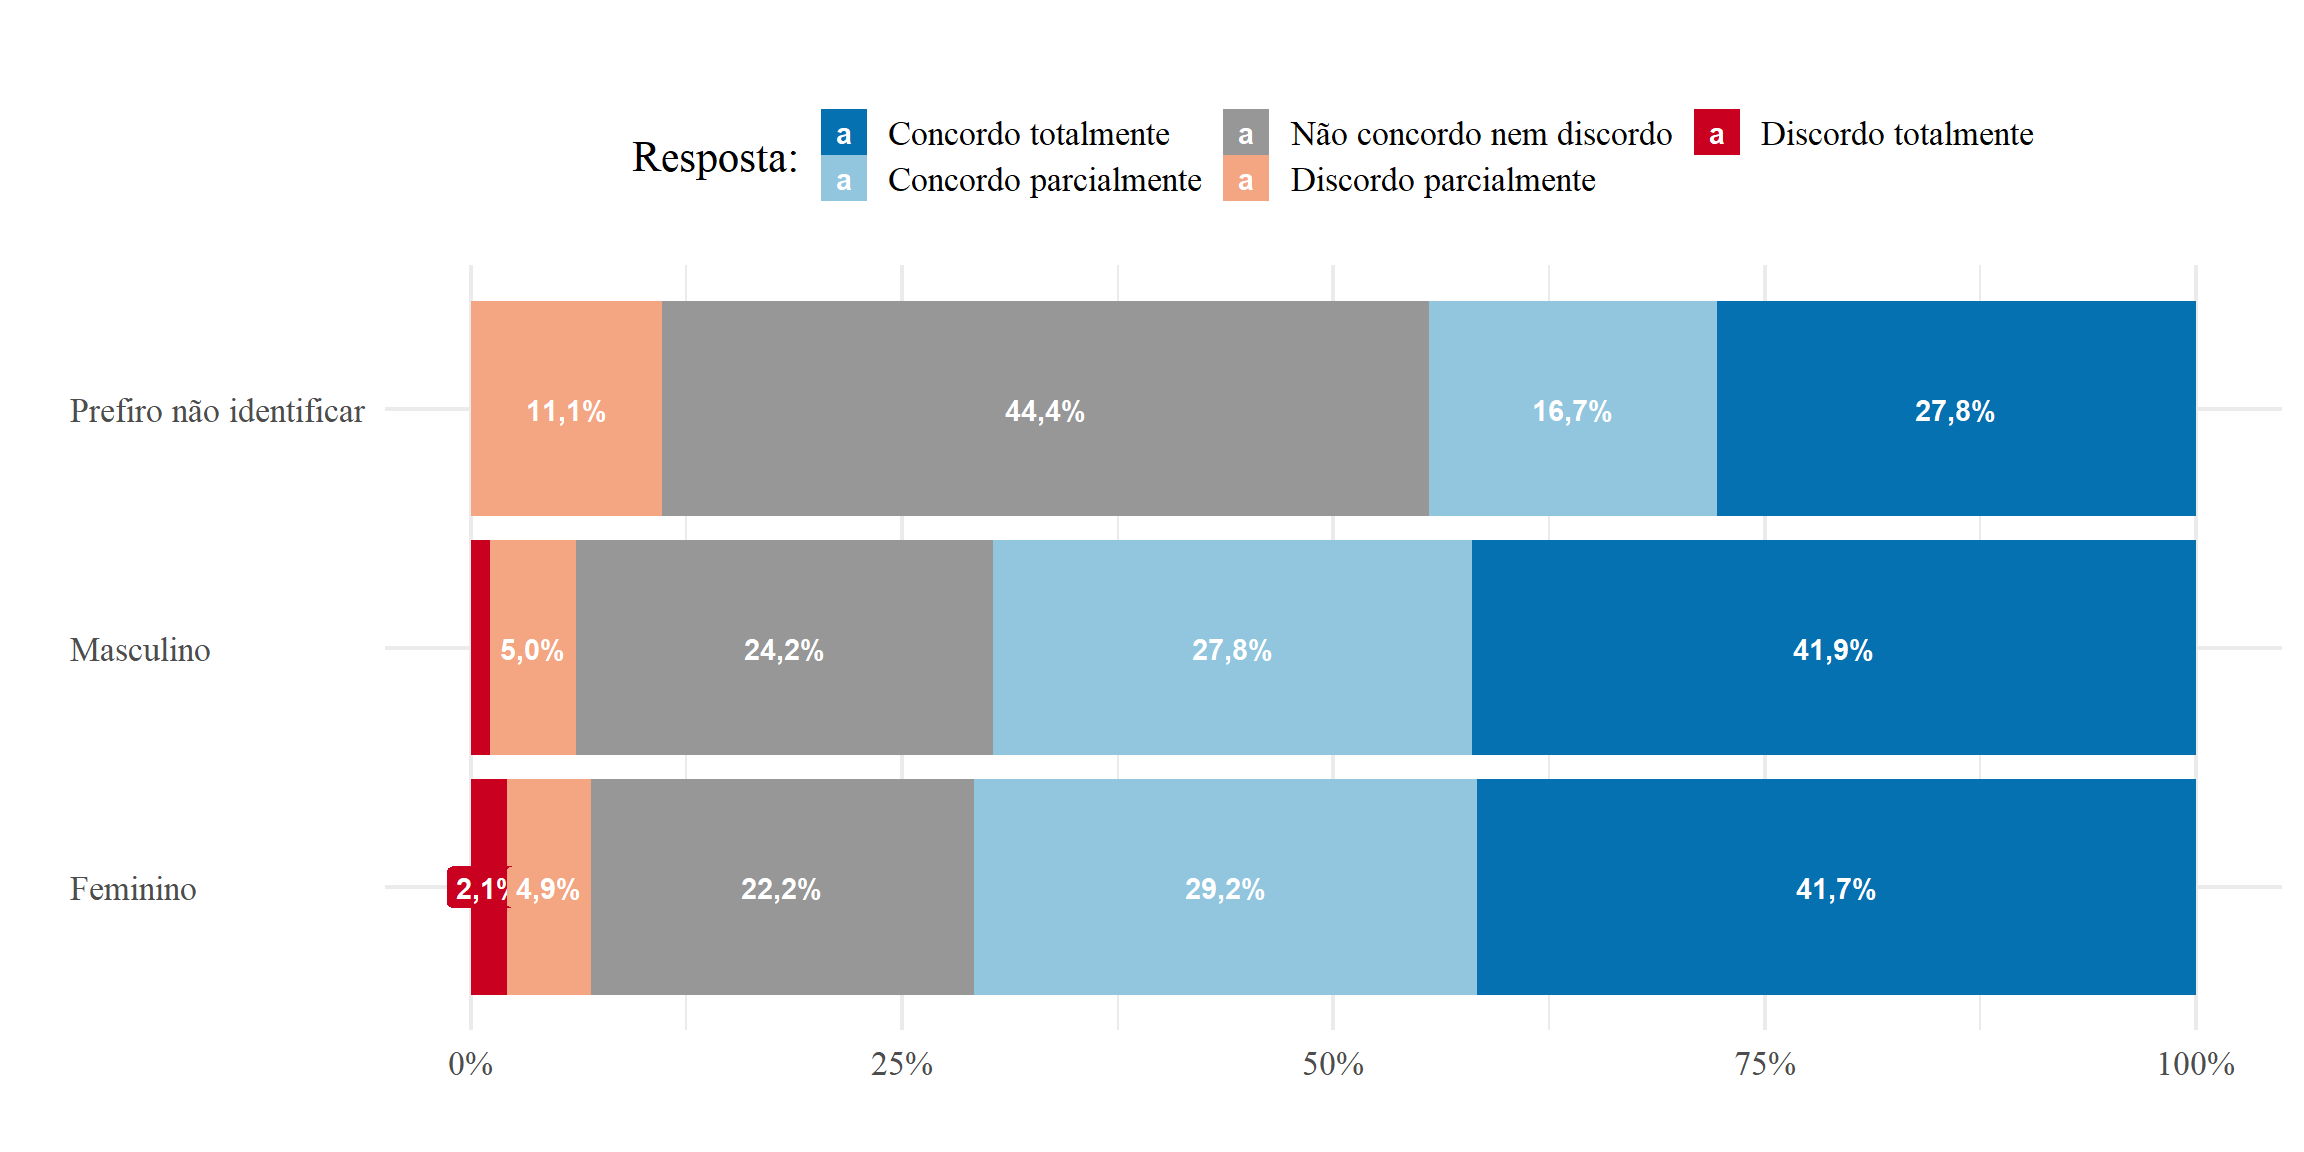 Resposta:
a Concordo totalmente
a Concordo parcialmente
a Não concordo nem discordo
a Discordo parcialmente
a Discordo totalmente
Prefiro não identificar
11,1% 44,4% 16,7% 27,8%
Masculino
5,0% 24,2% 27,8% 41,9%
Feminino
2,1% 4,9% 22,2% 29,2% 41,7%
0% 25% 50% 75% 100%